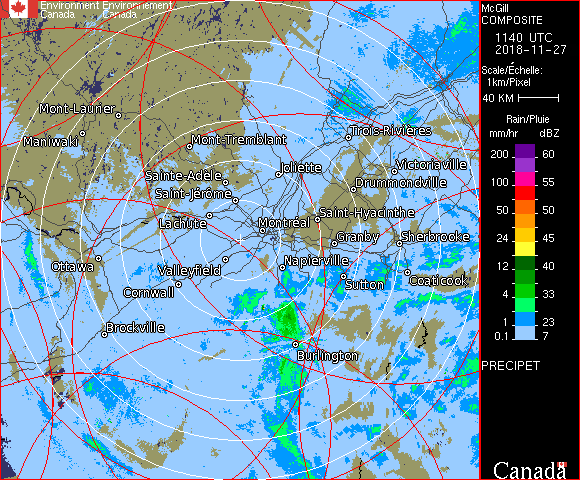 Environment Environnement
Canada Canada
Mont-Laurier
Maniwaki
Mont-Tremblant
Trois-Rivières
Joliette
Victoriaville
Sainte-Adèle
Drummondville
Saint-Jérôme
Saint-Hyacinthe
Lachute
Montréal
Granby
Sherbrooke
Ottawa
Valleyfield
Napierville
Sutton
Coaticook
Cornwall
Brockville
Burlington
McGill
COMPOSITE
1140 UTC
2018-11-27
Scale/Échelle:
1km/Pixel
40 KM
Rain/Pluie
mm/hr dBZ
200 60
100 55
50 50
24 45
12 40
4 33
1 23
0.1 7
PRECIPET
Canada